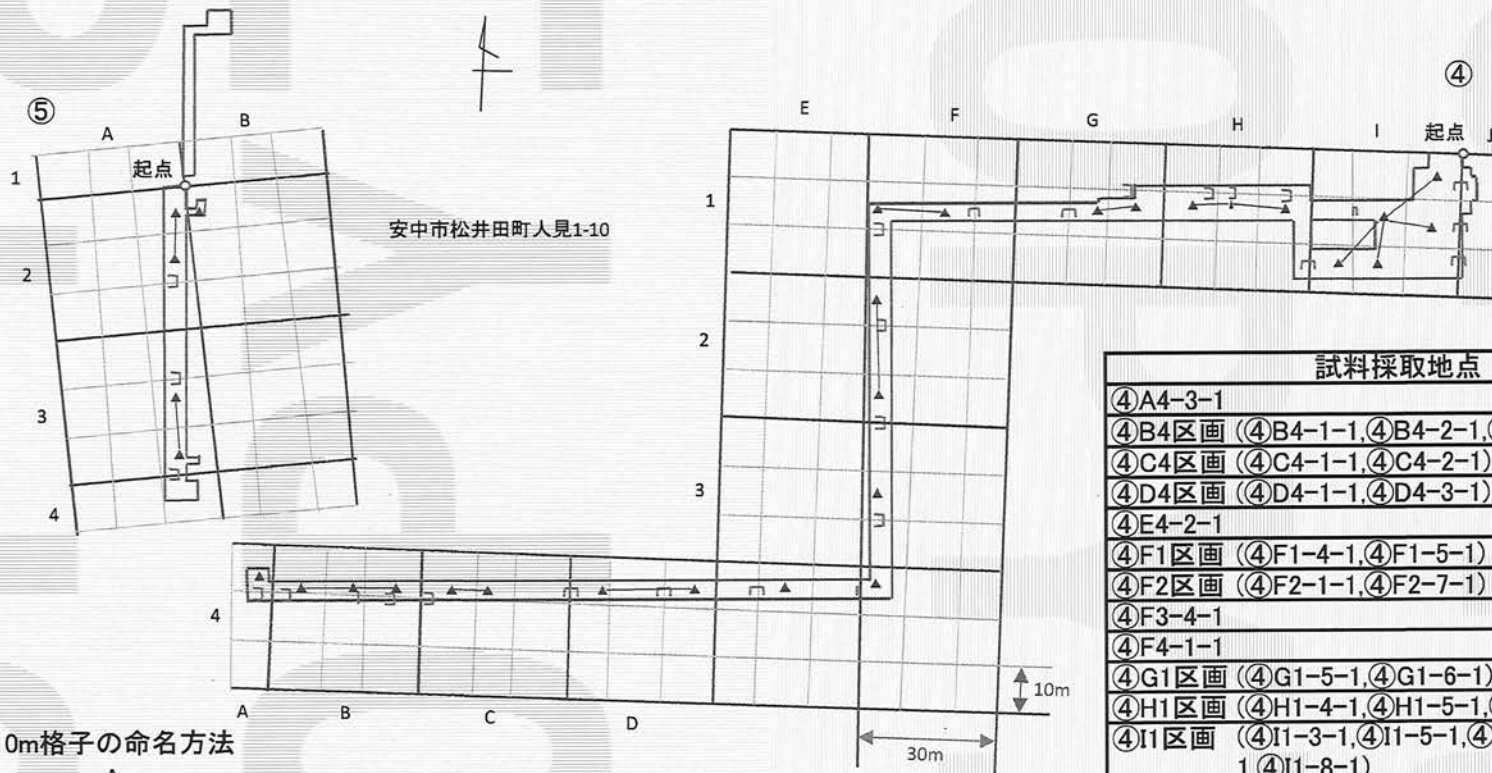 ⑤
A
B
起点
1
2
3
4
安中市松井田町人見1-10
④
E
F
G
H
I
起点
1
2
3
4
A
B
C
D
10m
30m
0m格子の命名方法
試料採取地点
④A4-3-1
④B4区画 (④B4-1-1,④B4-2-1,
④C4区画 (④C4-1-1,④C4-2-1)
④D4区画 (④D4-1-1,④D4-3-1)
④E4-2-1
④F1区画 (④F1-4-1,④F1-5-1)
④F2区画 (④F2-1-1,④F2-7-1)
④F3-4-1
④F4-1-1
④G1区画 (④G1-5-1,④G1-6-1)
④H1区画 (④H1-4-1,④H1-5-1,
④I1区画 (④I1-3-1,④I1-5-1,④
1,④I1-8-1)